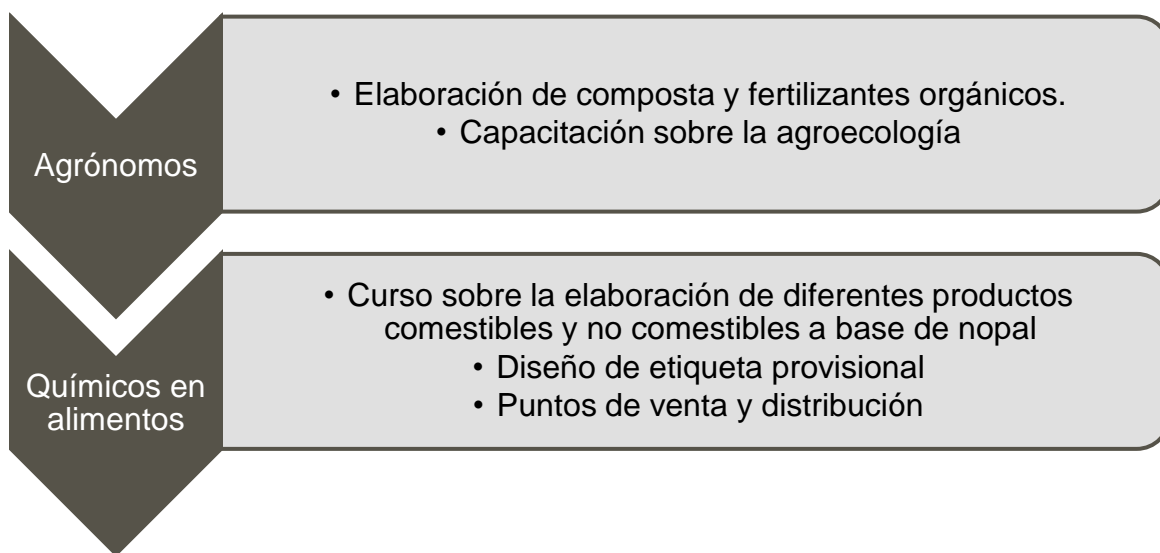 Agrónomos
• Elaboración de composta y fertilizantes orgánicos.
• Capacitación sobre la agroecología
Químicos en
alimentos
• Curso sobre la elaboración de diferentes productos
comestibles y no comestibles a base de nopal
• Diseño de etiqueta provisional
• Puntos de venta y distribución